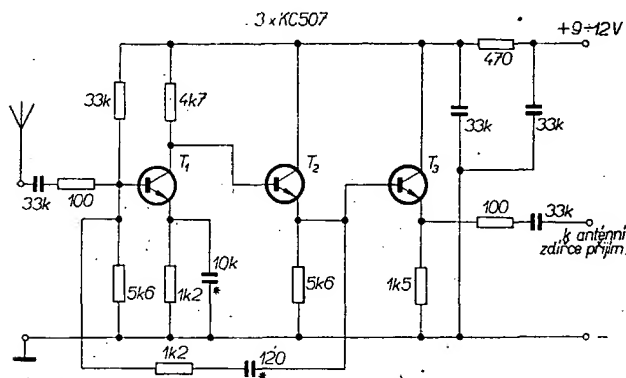 3 x KC507
+9÷12V
470
33k
4k7
33k
33k
T₁
T₂
T₃
33k
100
100
33k
k anténní
zdířce přijím.
10k
*
5k6
1k2
5k6
1k5
1k2
120
*